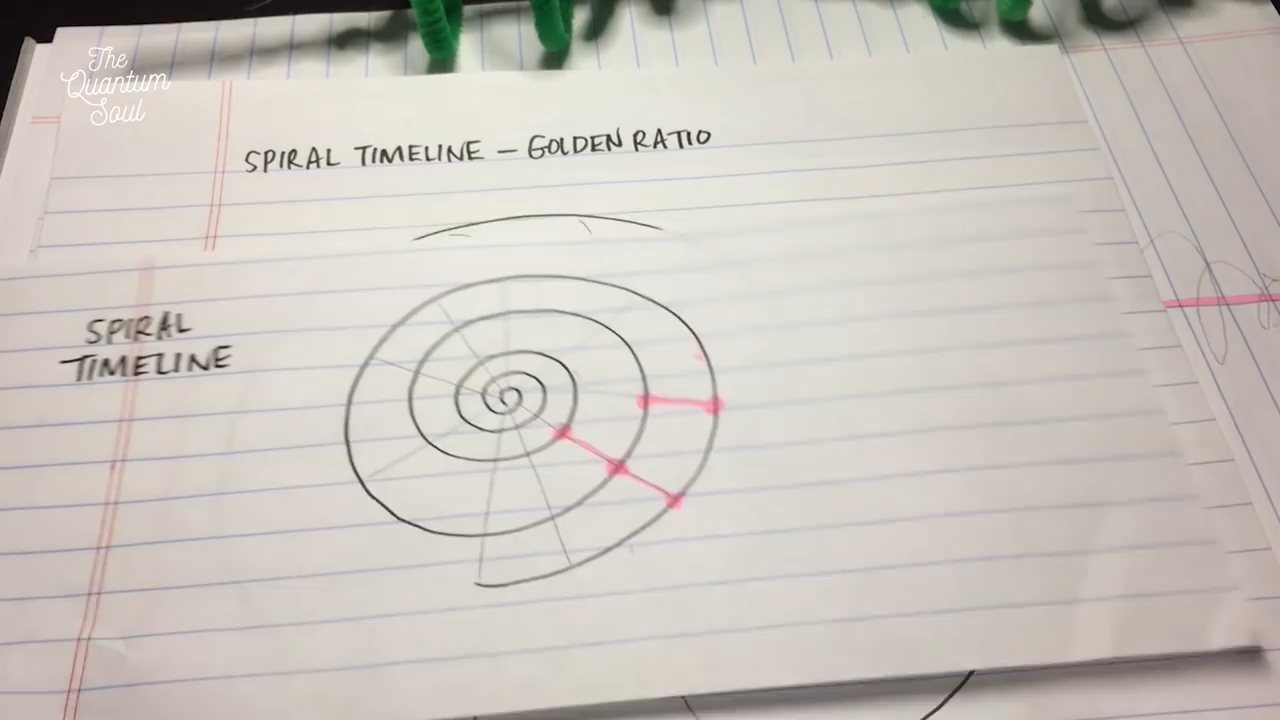 The
Quantum
Soul
SPIRAL TIMELINE – GOLDEN RATIO
SPIRAL
TIMELINE